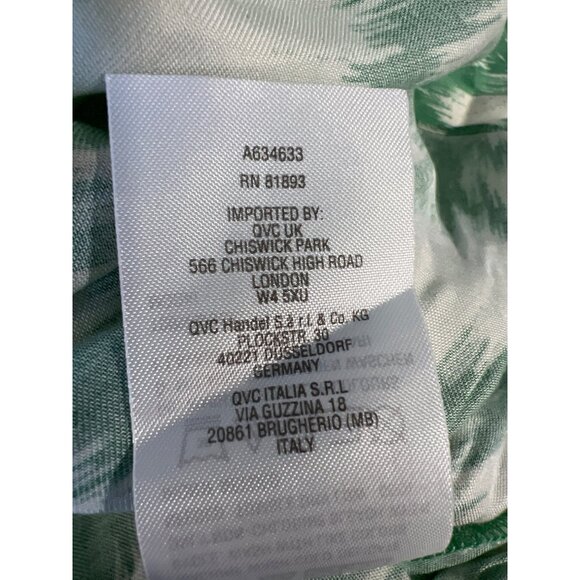 A634633
RN 81893
IMPORTED BY:
QVC UK
CHISWICK PARK
566 CHISWICK HIGH ROAD
LONDON
W4 5XU
QVC Handel S.à r.l. & Co. KG
PLOCKSTR. 30
40221 DÜSSELDORF
GERMANY
QVC ITALIA S.R.L
VIA GUZZINA 18
20861 BRUGHERIO (MB)
ITALY